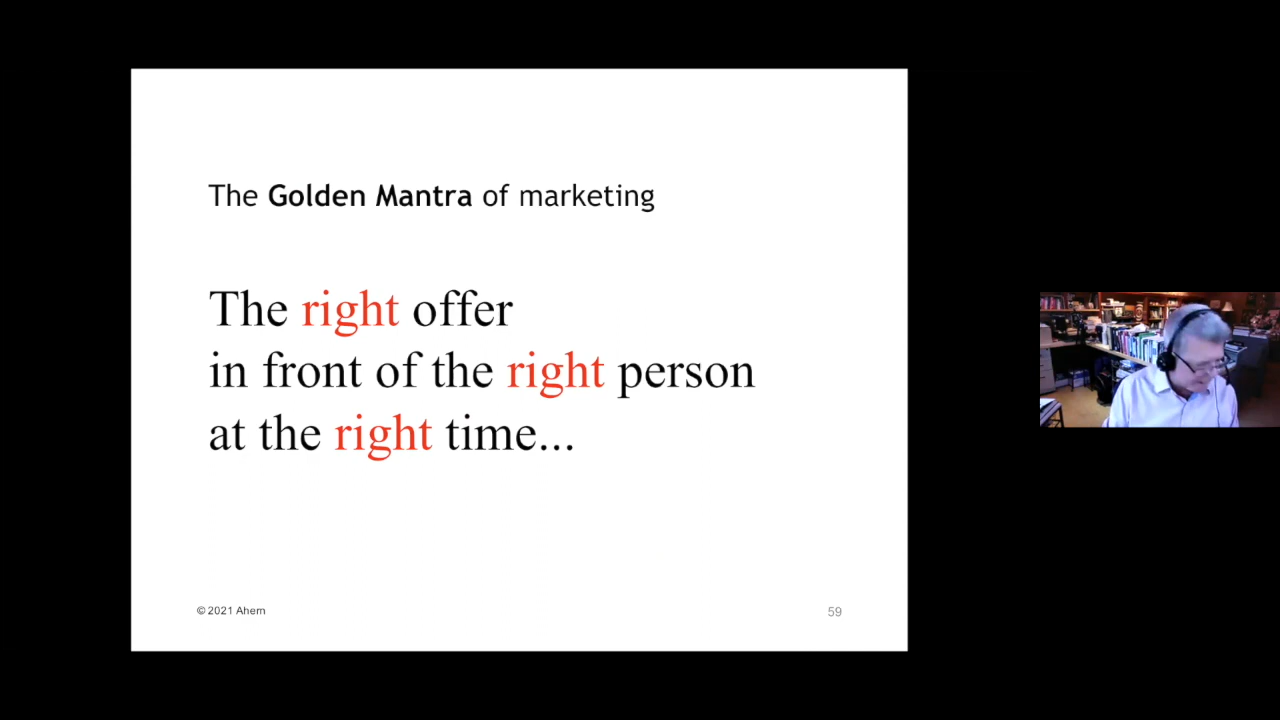 The Golden Mantra of marketing
The right offer
in front of the right person
at the right time...
© 2021 Ahern
59